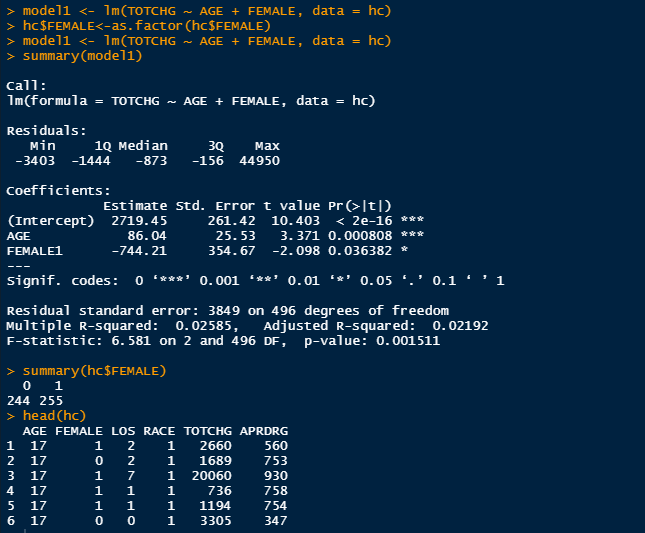 > model1 <- lm(TOTCHG ~ AGE + FEMALE, data = hc)
> hc$FEMALE<-as.factor(hc$FEMALE)
> model1 <- lm(TOTCHG ~ AGE + FEMALE, data = hc)
> summary(model1)
Call:
lm(formula = TOTCHG ~ AGE + FEMALE, data = hc)
Residuals:
   Min     1Q Median     3Q    Max
 -3403  -1444   -873   -156  44950
Coefficients:
            Estimate Std. Error t value Pr(>|t|)
(Intercept)  2719.45     261.42  10.403  < 2e-16 ***
AGE            86.04      25.53   3.371 0.000808 ***
FEMALE1      -744.21     354.67  -2.098 0.036382 *
---
Signif. codes:  0 ‘***’ 0.001 ‘**’ 0.01 ‘*’ 0.05 ‘.’ 0.1 ‘ ’ 1
Residual standard error: 3849 on 496 degrees of freedom
Multiple R-squared:  0.02585,   Adjusted R-squared:  0.02192
F-statistic: 6.581 on 2 and 496 DF,  p-value: 0.001511
> summary(hc$FEMALE)
  0   1
244 255
> head(hc)
  AGE FEMALE LOS RACE TOTCHG APRDRG
1  17      1   2    1   2660    560
2  17      0   2    1   1689    753
3  17      1   7    1  20060    930
4  17      1   1    1    736    758
5  17      1   1    1   1194    754
6  17      0   0    1   3305    347